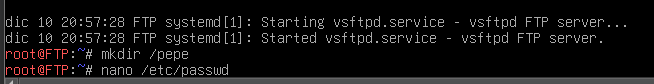 dic 10 20:57:28 FTP systemd[1]: Starting vsftpd.service - vsftpd FTP server...
dic 10 20:57:28 FTP systemd[1]: Started vsftpd.service - vsftpd FTP server.
root@FTP:~# mkdir /pepe
root@FTP:~# nano /etc/passwd